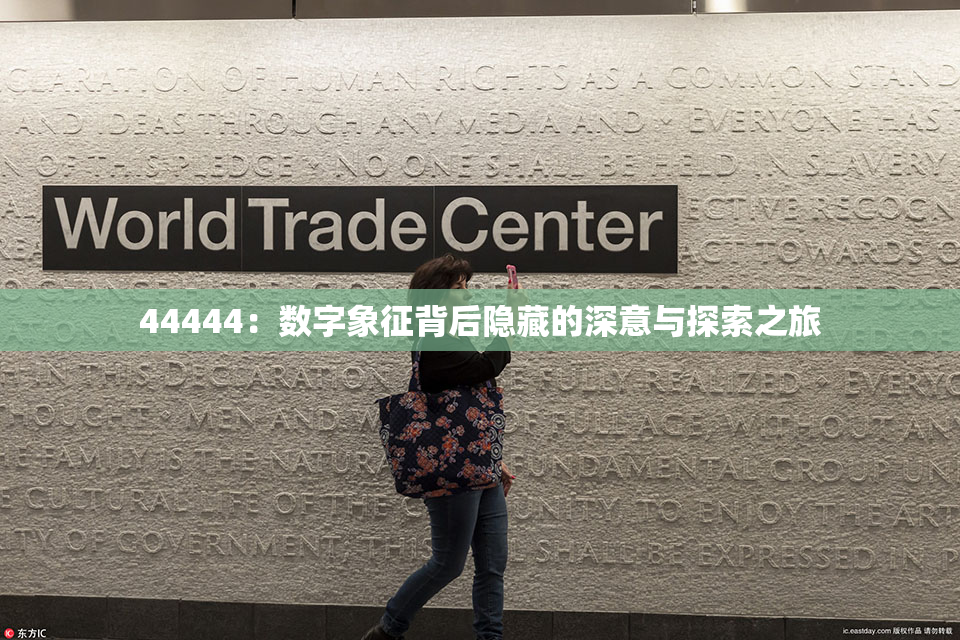 CLARATION OF HUMAN RIGHTS AS A COMMON STAND
AND IDEAS THROUGH ANY MEDIA AND EVERYONE HAS T
N OF THIS PLEDGE NO ONE SHALL BE HELD IN SLAVERY
World Trade Center
ECTIVE RECOGN
ACT TOWARDS O
44444：数字象征背后隐藏的深意与探索之旅
H IN THIS DECLARATION FULLY REALIZED EVERYO
THOUGHT MEN AND FULL AGE WITHO
E FAMILY IS THE NATURA FUNDAMENTAL GROUP
E CULTURAL LIFE OF THE UNITY, TO ENJOY THE ART
TY OF GOVERNMENT; THIS SHALL BE EXPRESSED IN P
东方IC
ic.eastday.com 版权作品 请勿转载